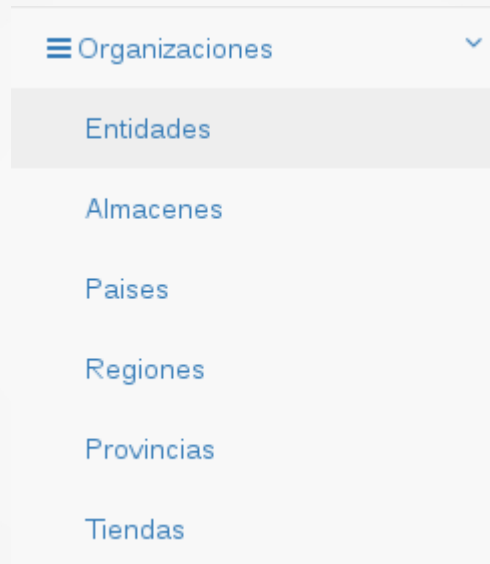 Organizaciones
Entidades
Almacenes
Paises
Regiones
Provincias
Tiendas